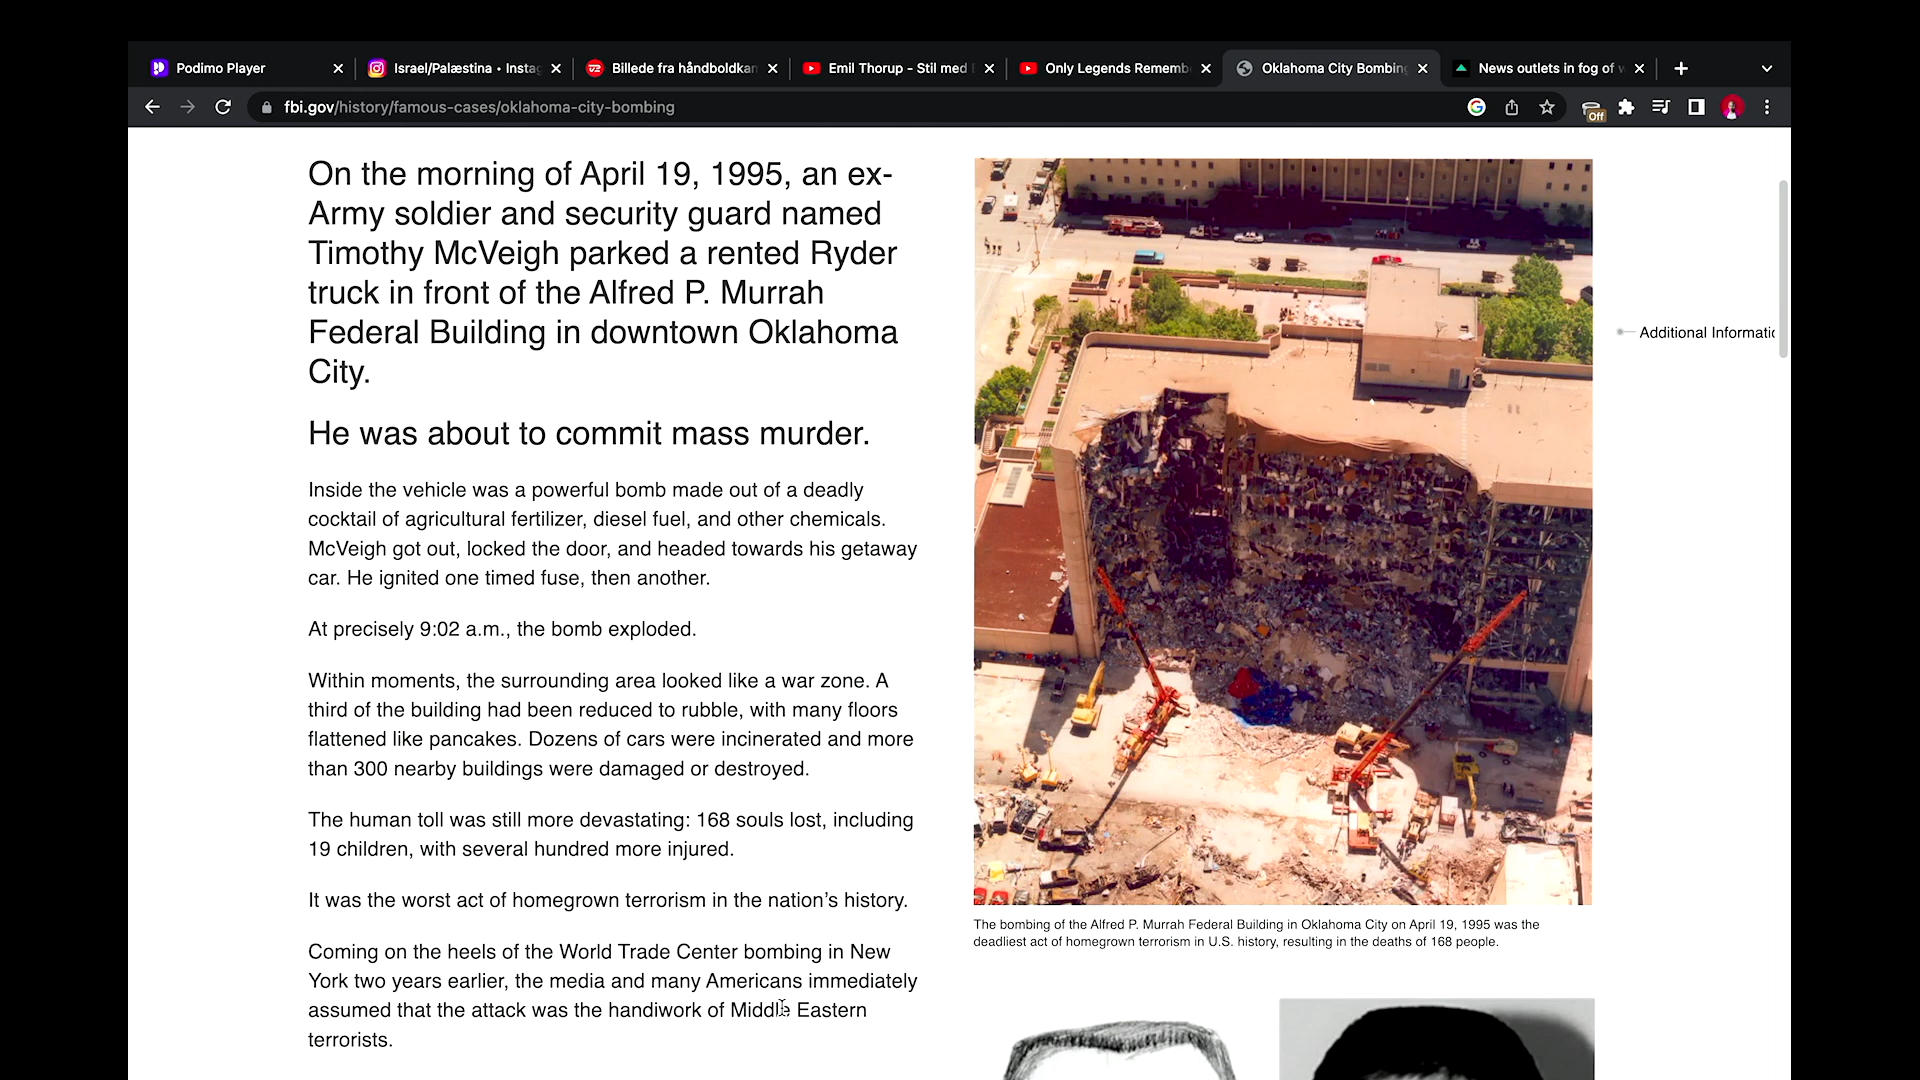 Podimo Player
Israel/Palæstina • Insta
Billede fra håndboldkan
Emil Thorup - Stil med
Only Legends Rememb
Oklahoma City Bombing
News outlets in fog of
fbi.gov/history/famous-cases/oklahoma-city-bombing
Off
On the morning of April 19, 1995, an ex-
Army soldier and security guard named
Timothy McVeigh parked a rented Ryder
truck in front of the Alfred P. Murrah
Federal Building in downtown Oklahoma
City.
He was about to commit mass murder.
Inside the vehicle was a powerful bomb made out of a deadly
cocktail of agricultural fertilizer, diesel fuel, and other chemicals.
McVeigh got out, locked the door, and headed towards his getaway
car. He ignited one timed fuse, then another.
At precisely 9:02 a.m., the bomb exploded.
Within moments, the surrounding area looked like a war zone. A
third of the building had been reduced to rubble, with many floors
flattened like pancakes. Dozens of cars were incinerated and more
than 300 nearby buildings were damaged or destroyed.
The human toll was still more devastating: 168 souls lost, including
19 children, with several hundred more injured.
It was the worst act of homegrown terrorism in the nation’s history.
Coming on the heels of the World Trade Center bombing in New
York two years earlier, the media and many Americans immediately
assumed that the attack was the handiwork of Middle Eastern
terrorists.
The bombing of the Alfred P. Murrah Federal Building in Oklahoma City on April 19, 1995 was the
deadliest act of homegrown terrorism in U.S. history, resulting in the deaths of 168 people.
Additional Informatio